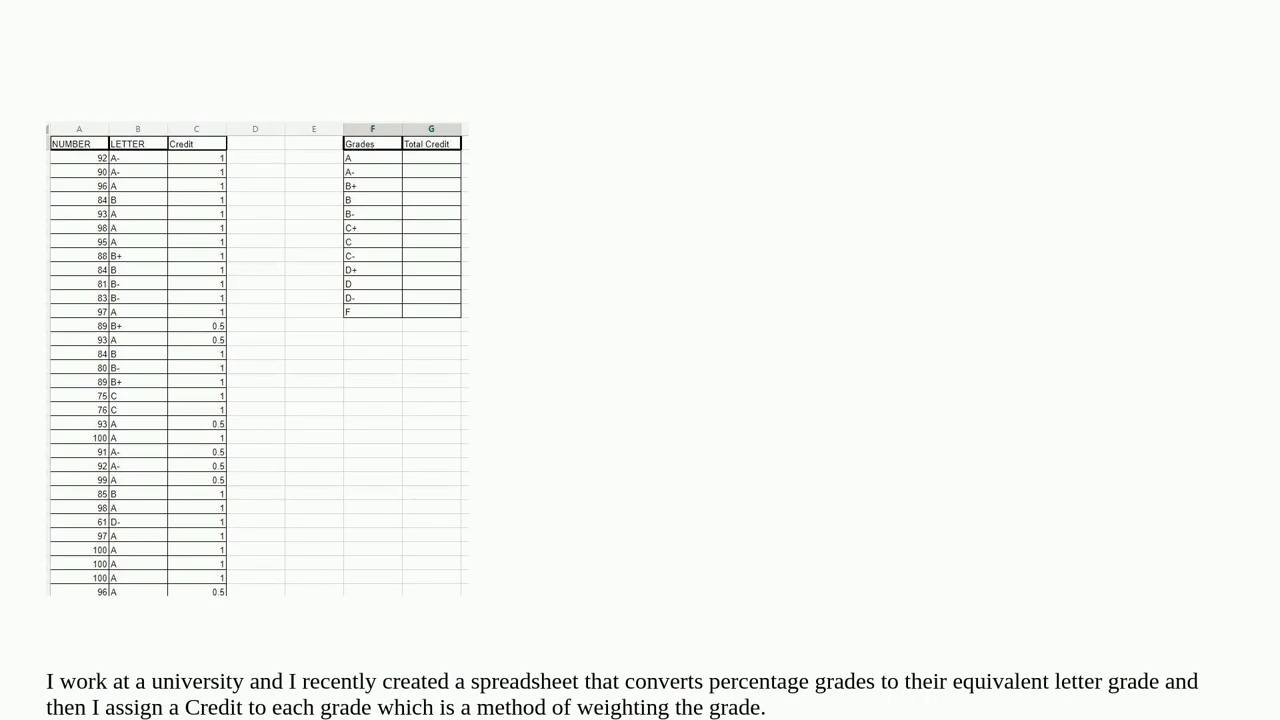 A B C D E F G
NUMBER LETTER Credit Grades Total Credit
92 A- 1 A
90 A- 1 A-
96 A 1 B+
84 B 1 B
93 A 1 B-
98 A 1 C+
95 A 1 C
88 B+ 1 C-
84 B 1 D+
81 B- 1 D
83 B- 1 D-
97 A 1 F
89 B+ 0.5
93 A 0.5
84 B 1
80 B- 1
89 B+ 1
75 C 1
76 C 1
93 A 0.5
100 A 1
91 A- 0.5
92 A- 0.5
99 A 0.5
85 B 1
98 A 1
61 D- 1
97 A 1
100 A 1
100 A 1
100 A 1
96 A 0.5
I work at a university and I recently created a spreadsheet that converts percentage grades to their equivalent letter grade and
then I assign a Credit to each grade which is a method of weighting the grade.